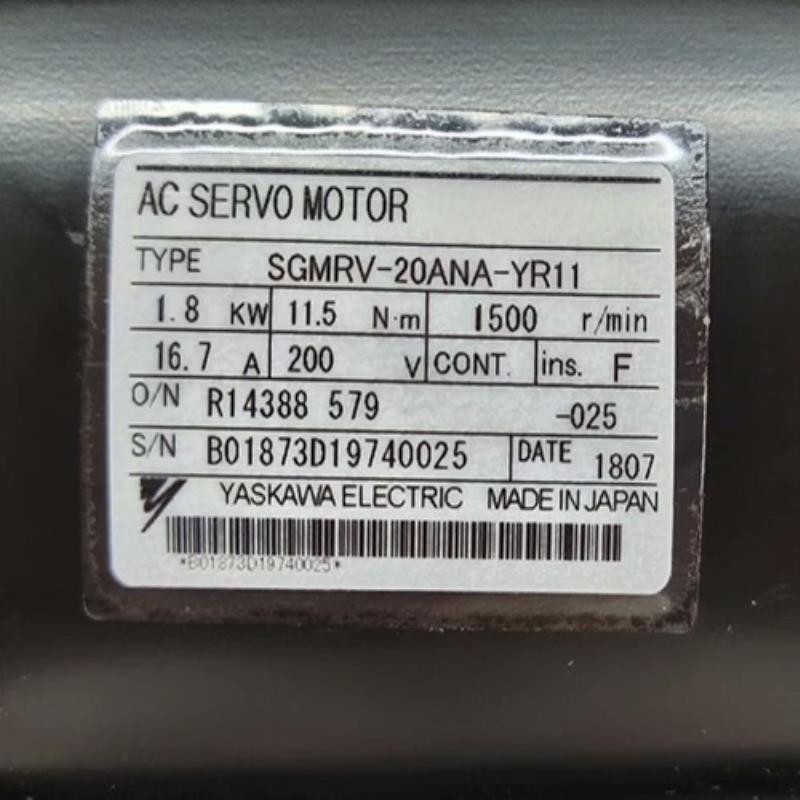 AC SERVO MOTOR
TYPE SGMRV-20ANA-YR11
1.8 KW 11.5 N·m 1500 r/min
16.7 A 200 V CONT. ins. F
O/N R14388 579 -025
S/N B01873D19740025 DATE 1807
YASKAWA ELECTRIC MADE IN JAPAN
*B01873D19740025*